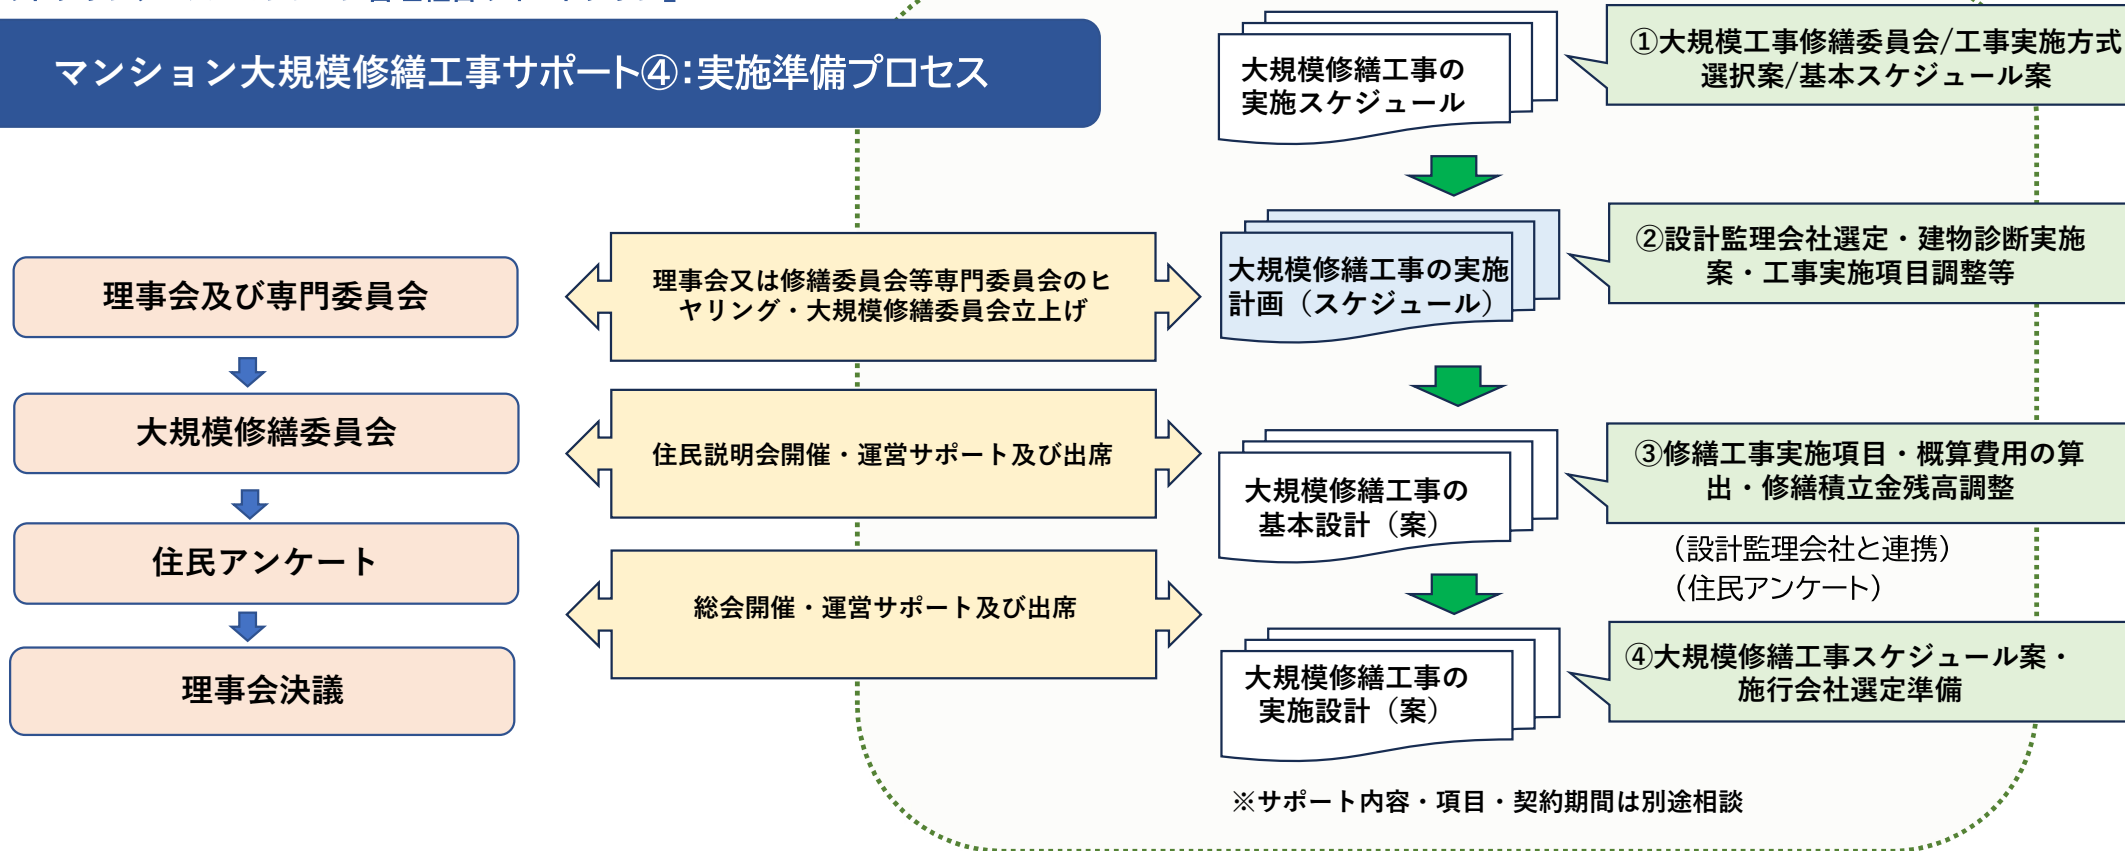 マンション大規模修繕工事サポート④:実施準備プロセス
理事会及び専門委員会
大規模修繕委員会
住民アンケート
理事会決議
理事会又は修繕委員会等専門委員会のヒ
ヤリング・大規模修繕委員会立上げ
住民説明会開催・運営サポート及び出席
総会開催・運営サポート及び出席
大規模修繕工事の
実施スケジュール
①大規模工事修繕委員会/工事実施方式
選択案/基本スケジュール案
大規模修繕工事の実施
計画（スケジュール）
②設計監理会社選定・建物診断実施
案・工事実施項目調整等
大規模修繕工事の
基本設計（案）
③修繕工事実施項目・概算費用の算
出・修繕積立金残高調整
（設計監理会社と連携）
（住民アンケート）
大規模修繕工事の
実施設計（案）
④大規模修繕工事スケジュール案・
施行会社選定準備
※サポート内容・項目・契約期間は別途相談